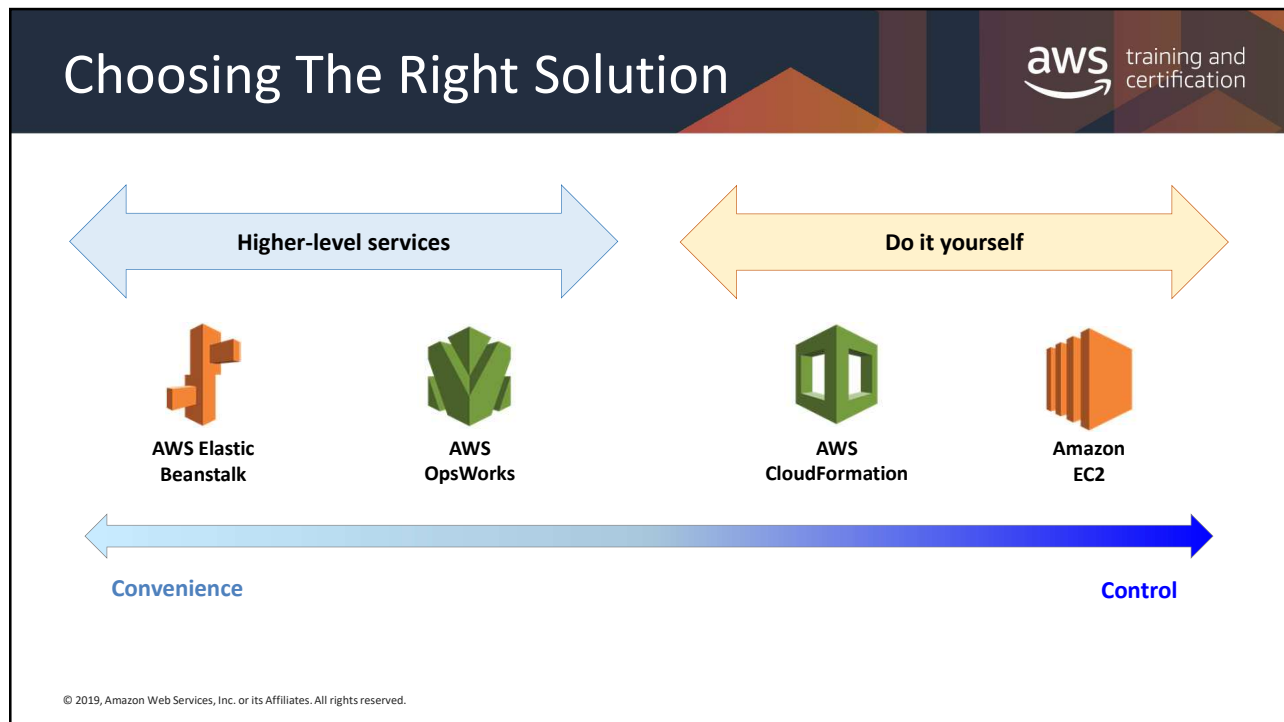 Choosing The Right Solution
aws training and
certification
Higher-level services
Do it yourself
AWS Elastic
Beanstalk
AWS
OpsWorks
AWS
CloudFormation
Amazon
EC2
Convenience
Control
© 2019, Amazon Web Services, Inc. or its Affiliates. All rights reserved.